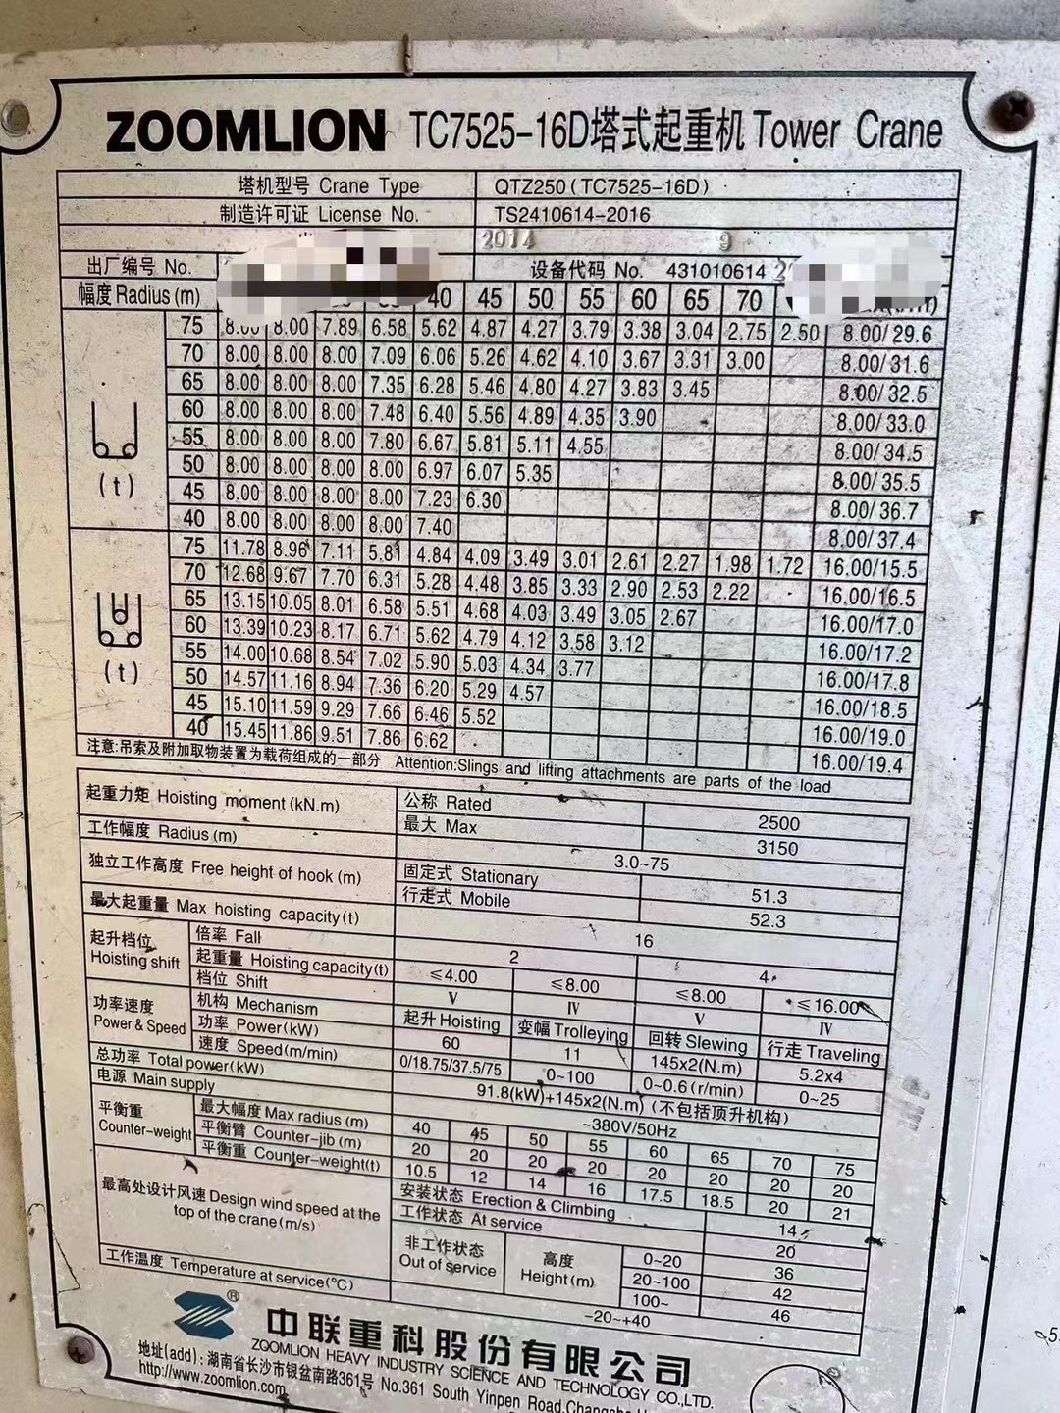 ZOOMLION TC7525-16D塔式起重机 Tower Crane
塔机型号 Crane Type QTZ250(TC7525-16D)
制造许可证 License No. TS2410614-2016
2014 9
出厂编号 No. 设备代码 No. 431010614 2
幅度 Radius (m) 40 45 50 55 60 65 70
75 8.00 8.00 7.89 6.58 5.62 4.87 4.27 3.79 3.38 3.04 2.75 2.50 8.00/29.6
70 8.00 8.00 8.00 7.09 6.06 5.26 4.62 4.10 3.67 3.31 3.00 8.00/31.6
65 8.00 8.00 8.00 7.35 6.28 5.46 4.80 4.27 3.83 3.45 8.00/32.5
60 8.00 8.00 8.00 7.48 6.40 5.56 4.89 4.35 3.90 8.00/33.0
55 8.00 8.00 8.00 7.80 6.67 5.81 5.11 4.55 8.00/34.5
50 8.00 8.00 8.00 8.00 6.97 6.07 5.35 8.00/35.5
45 8.00 8.00 8.00 8.00 7.23 6.30 8.00/36.7
40 8.00 8.00 8.00 8.00 7.40 8.00/37.4
(t)
75 11.78 8.96 7.11 5.81 4.84 4.09 3.49 3.01 2.61 2.27 1.98 1.72 16.00/15.5
70 12.68 9.67 7.70 6.31 5.28 4.48 3.85 3.33 2.90 2.53 2.22 16.00/16.5
65 13.15 10.05 8.01 6.58 5.51 4.68 4.03 3.49 3.05 2.67 16.00/17.0
60 13.39 10.23 8.17 6.71 5.62 4.79 4.12 3.58 3.12 16.00/17.2
55 14.00 10.68 8.54 7.02 5.90 5.03 4.34 3.77 16.00/17.8
50 14.57 11.16 8.94 7.36 6.20 5.29 4.57 16.00/18.5
45 15.10 11.59 9.29 7.66 6.46 5.52 16.00/19.0
40 15.45 11.86 9.51 7.86 6.62 16.00/19.4
(t)
注意:吊索及附加取物装置为载荷组成的一部分 Attention:Slings and lifting attachments are parts of the load
起重力矩 Hoisting moment (kN.m) 公称 Rated 2500
最大 Max 3150
工作幅度 Radius (m) 3.0~75
独立工作高度 Free height of hook (m) 固定式 Stationary 51.3
行走式 Mobile 52.3
最大起重量 Max hoisting capacity(t) 16
起升档位 Hoisting shift 倍率 Fall 2 4
起重量 Hoisting capacity(t) ≤4.00 ≤8.00 ≤8.00 ≤16.00
档位 Shift V IV V IV
功率速度 Power & Speed 机构 Mechanism 起升 Hoisting 变幅 Trolleying 回转 Slewing 行走 Traveling
功率 Power(kW) 60 11 145x2(N.m) 5.2x4
速度 Speed(m/min) 0/18.75/37.5/75 0~100 0~0.6 (r/min) 0~25
总功率 Total power(kW) 91.8(kW)+145x2(N.m) (不包括顶升机构)
电源 Main supply ~380V/50Hz
平衡重 Counter-weight 最大幅度 Max radius (m) 40 45 50 55 60 65 70 75
平衡臂 Counter-jib (m) 20 20 20 20 20 20 20 20
平衡重 Counter-weight(t) 10.5 12 14 16 17.5 18.5 20 21
最高处设计风速 Design wind speed at the top of the crane(m/s) 安装状态 Erection & Climbing 14
工作状态 At service 20
非工作状态 Out of service 高度 Height(m) 0~20 36
20-100 42
100~ 46
工作温度 Temperature at service(℃) -20~+40
®
中联重科股份有限公司
ZOOMLION HEAVY INDUSTRY SCIENCE AND TECHNOLOGY CO.,LTD.
地址(add):湖南省长沙市银盆南路361号 No.361 South Yinpen Road,
http://www.zoomlion.com